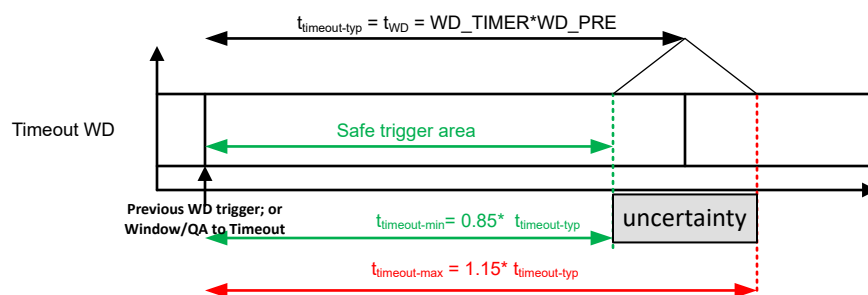 ttimeout-typ = tWD = WD_TIMER*WD_PRE
Timeout WD
Safe trigger area
Previous WD trigger; or
Window/QA to Timeout
ttimeout-min= 0.85* ttimeout-typ
uncertainty
ttimeout-max = 1.15* ttimeout-typ